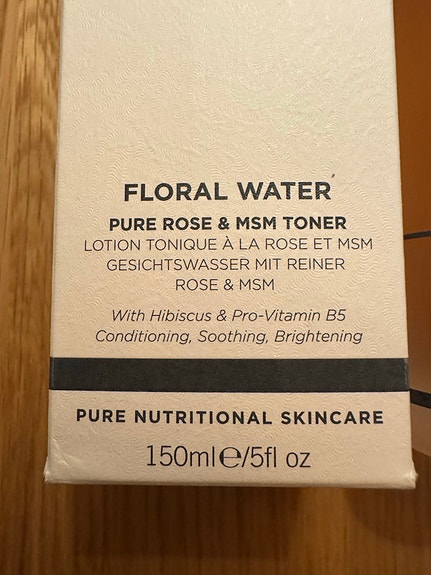 FLORAL WATER
PURE ROSE & MSM TONER
LOTION TONIQUE À LA ROSE ET MSM
GESICHTSWASSER MIT REINER
ROSE & MSM
With Hibiscus & Pro-Vitamin B5
Conditioning, Soothing, Brightening
PURE NUTRITIONAL SKINCARE
150ml℮/5fl oz